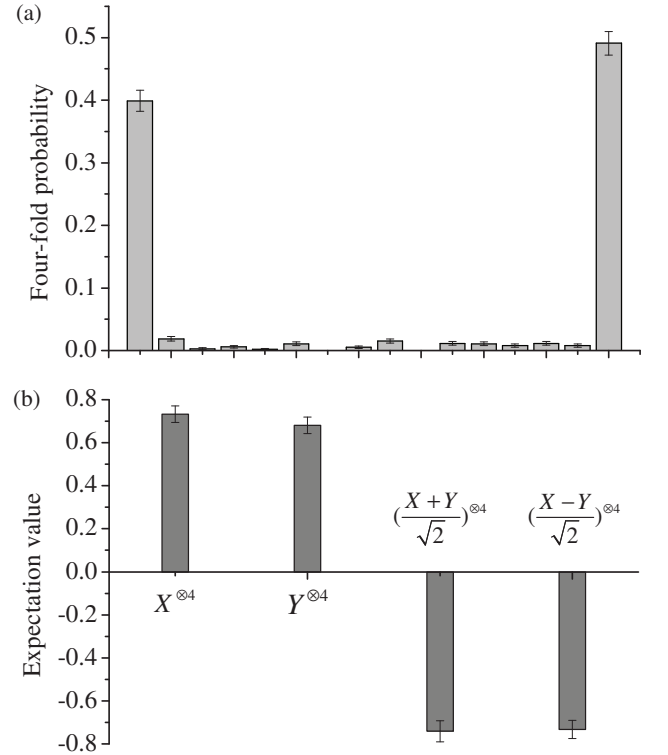 (a)
Four-fold probability
0.5
0.4
0.3
0.2
0.1
0.0
(b)
Expectation value
0.8
0.6
0.4
0.2
0.0
-0.2
-0.4
-0.6
-0.8
X⊗4
Y⊗4
(X+Y/√2)⊗4
(X−Y/√2)⊗4